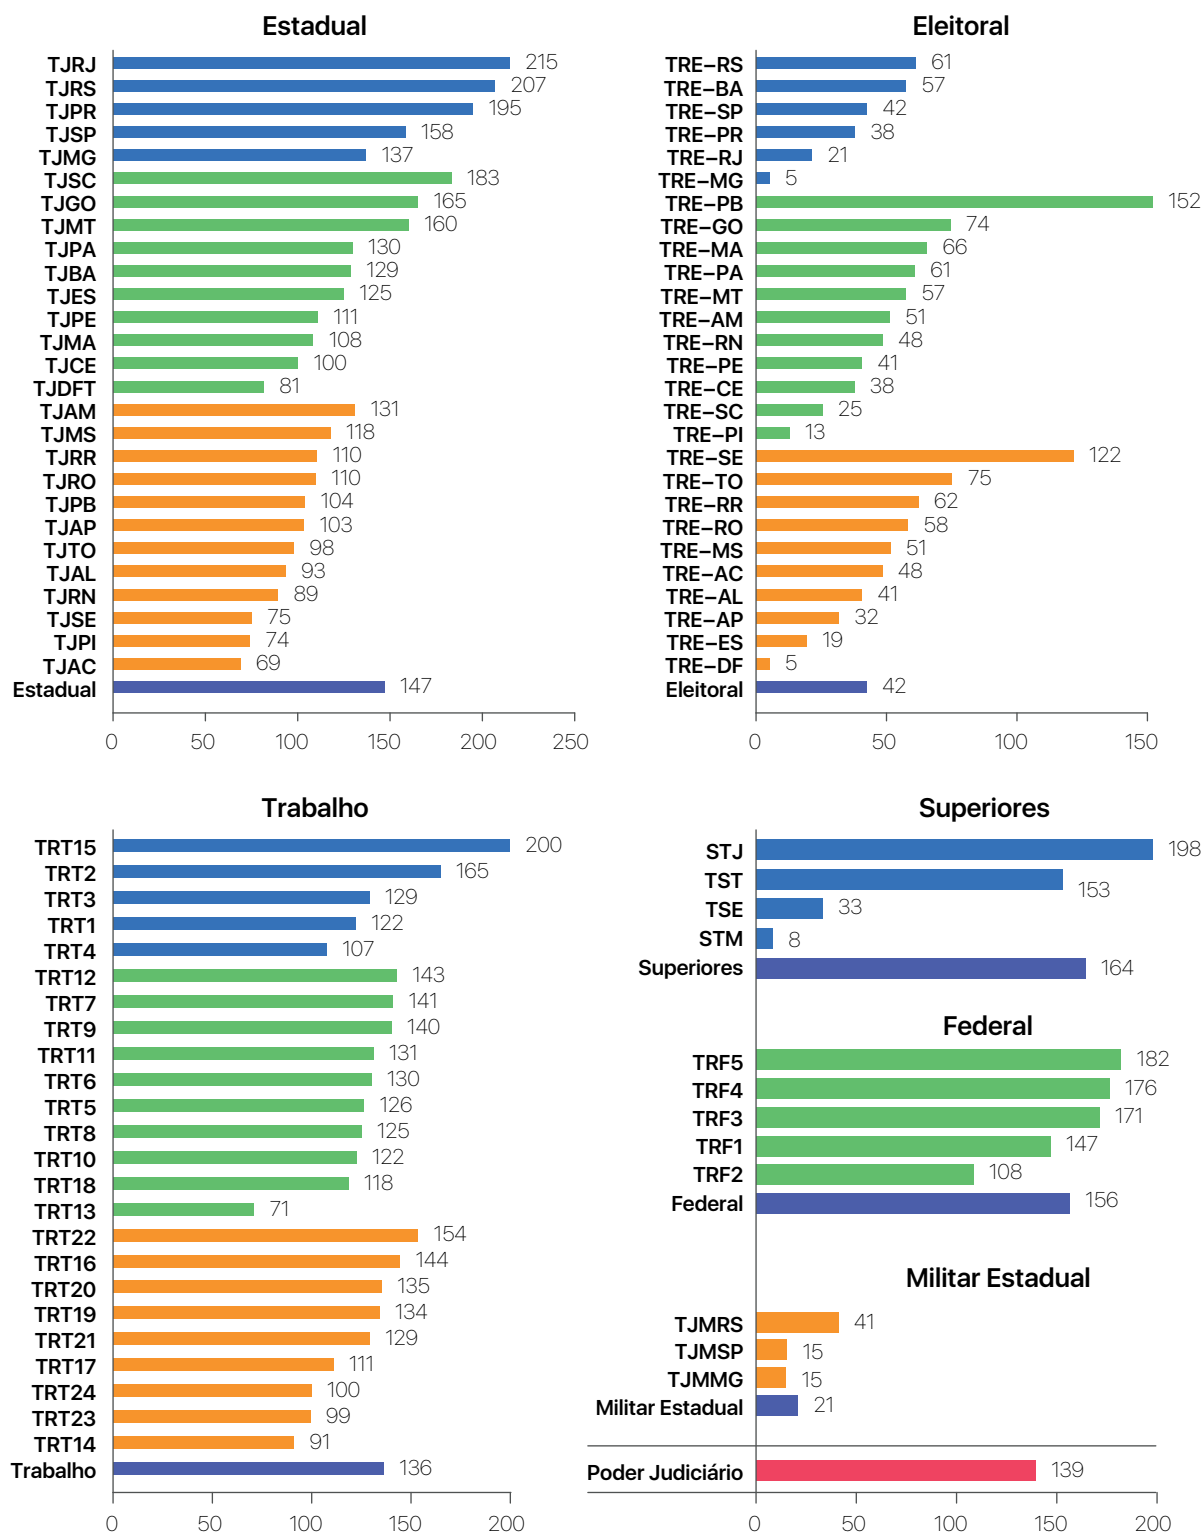 Estadual
TJRJ 215
TJRS 207
TJPR 195
TJSP 158
TJMG 137
TJSC 183
TJGO 165
TJMT 160
TJPA 130
TJBA 129
TJES 125
TJPE 111
TJMA 108
TJCE 100
TJDFT 81
TJAM 131
TJMS 118
TJRR 110
TJRO 110
TJPB 104
TJAP 103
TJTO 98
TJAL 93
TJRN 89
TJSE 75
TJPI 74
TJAC 69
Estadual 147
0 50 100 150 200 250
Eleitoral
TRE–RS 61
TRE–BA 57
TRE–SP 42
TRE–PR 38
TRE–RJ 21
TRE–MG 5
TRE–PB 152
TRE–GO 74
TRE–MA 66
TRE–PA 61
TRE–MT 57
TRE–AM 51
TRE–RN 48
TRE–PE 41
TRE–CE 38
TRE–SC 25
TRE–PI 13
TRE–SE 122
TRE–TO 75
TRE–RR 62
TRE–RO 58
TRE–MS 51
TRE–AC 48
TRE–AL 41
TRE–AP 32
TRE–ES 19
TRE–DF 5
Eleitoral 42
0 50 100 150
Trabalho
TRT15 200
TRT2 165
TRT3 129
TRT1 122
TRT4 107
TRT12 143
TRT7 141
TRT9 140
TRT11 131
TRT6 130
TRT5 126
TRT8 125
TRT10 122
TRT18 118
TRT13 71
TRT22 154
TRT16 144
TRT20 135
TRT19 134
TRT21 129
TRT17 111
TRT24 100
TRT23 99
TRT14 91
Trabalho 136
0 50 100 150 200
Superiores
STJ 198
TST 153
TSE 33
STM 8
Superiores 164
Federal
TRF5 182
TRF4 176
TRF3 171
TRF1 147
TRF2 108
Federal 156
Militar Estadual
TJMRS 41
TJMSP 15
TJMMG 15
Militar Estadual 21
Poder Judiciário 139
0 50 100 150 200